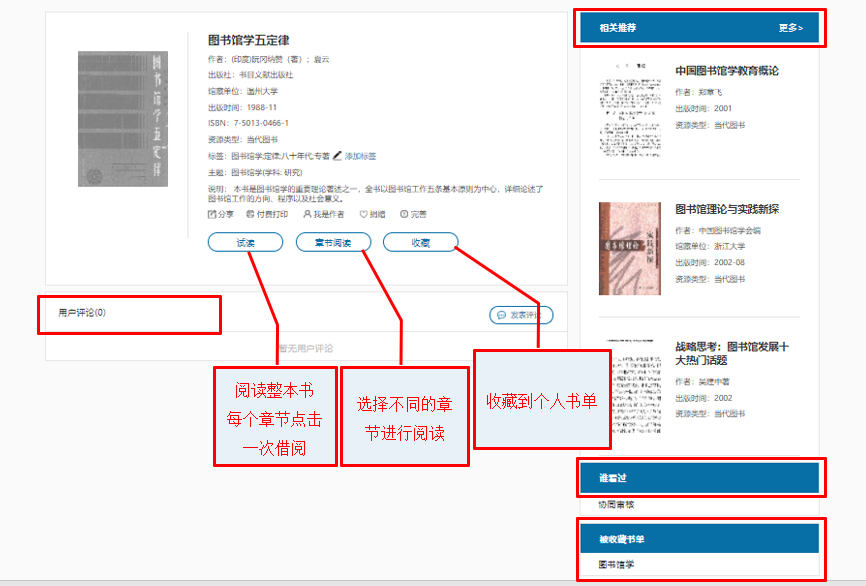 图书馆学五定律
图书馆学五定律
作者：(印度)阮冈纳赞（著）；夏云
出版社：书目文献出版社
馆藏单位：温州大学
出版时间：1988-11
ISBN：7-5013-0466-1
资源类型：当代图书
标签：图书馆学;定律;八十年代;专著 添加标签
主题：图书馆学(学科: 研究)
说明：本书是图书馆学的重要理论著述之一，全书以图书馆工作五条基本原则为中心，详细论述了
图书馆工作的方向、程序以及社会意义。
分享 付费打印 我是作者 捐赠 完善
试读 章节阅读 收藏
用户评论(0)
发表评论
暂无用户评论
阅读整本书
每个章节点击
一次借阅
选择不同的章
节进行阅读
收藏到个人书单
相关推荐 更多>
中国图书馆学教育概论
作者：郑章飞
出版时间：2001
资源类型：当代图书
图书馆理论与实践新探
作者：中国图书馆学会编
馆藏单位：浙江大学
出版时间：2002-08
资源类型：当代图书
战略思考：图书馆发展十
大热门话题
作者：吴建中著
出版时间：2002
资源类型：当代图书
谁看过
协同审核
被收藏书单
图书馆学